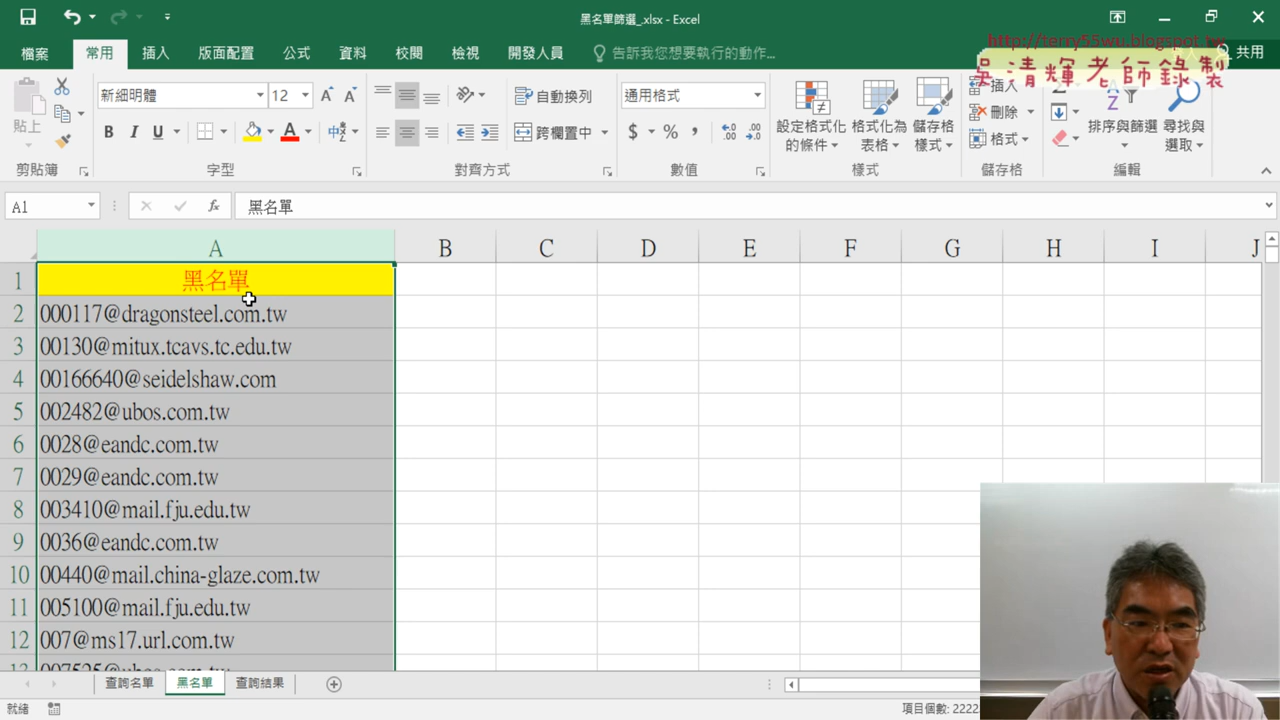 黑名單篩選_.xlsx - Excel
http://terry55wu.blogspot.tw
吳清輝老師錄製
檔案 常用 插入 版面配置 公式 資料 校閱 檢視 開發人員 告訴我您想要執行的動作... 共用
貼上
剪貼簿
新細明體 12
B I U
字型
自動換列
跨欄置中
對齊方式
通用格式
$ % ,
數值
設定格式化的條件
格式化為表格
儲存格樣式
樣式
插入
刪除
格式
儲存格
排序與篩選
尋找與選取
編輯
A1 fx 黑名單
A B C D E F G H I J
1 黑名單
2 000117@dragonsteel.com.tw
3 00130@mitux.tcavs.tc.edu.tw
4 00166640@seidelshaw.com
5 002482@ubos.com.tw
6 0028@eandc.com.tw
7 0029@eandc.com.tw
8 003410@mail.fju.edu.tw
9 0036@eandc.com.tw
10 00440@mail.china-glaze.com.tw
11 005100@mail.fju.edu.tw
12 007@ms17.url.com.tw
查詢名單 黑名單 查詢結果
就緒
項目個數: 2222